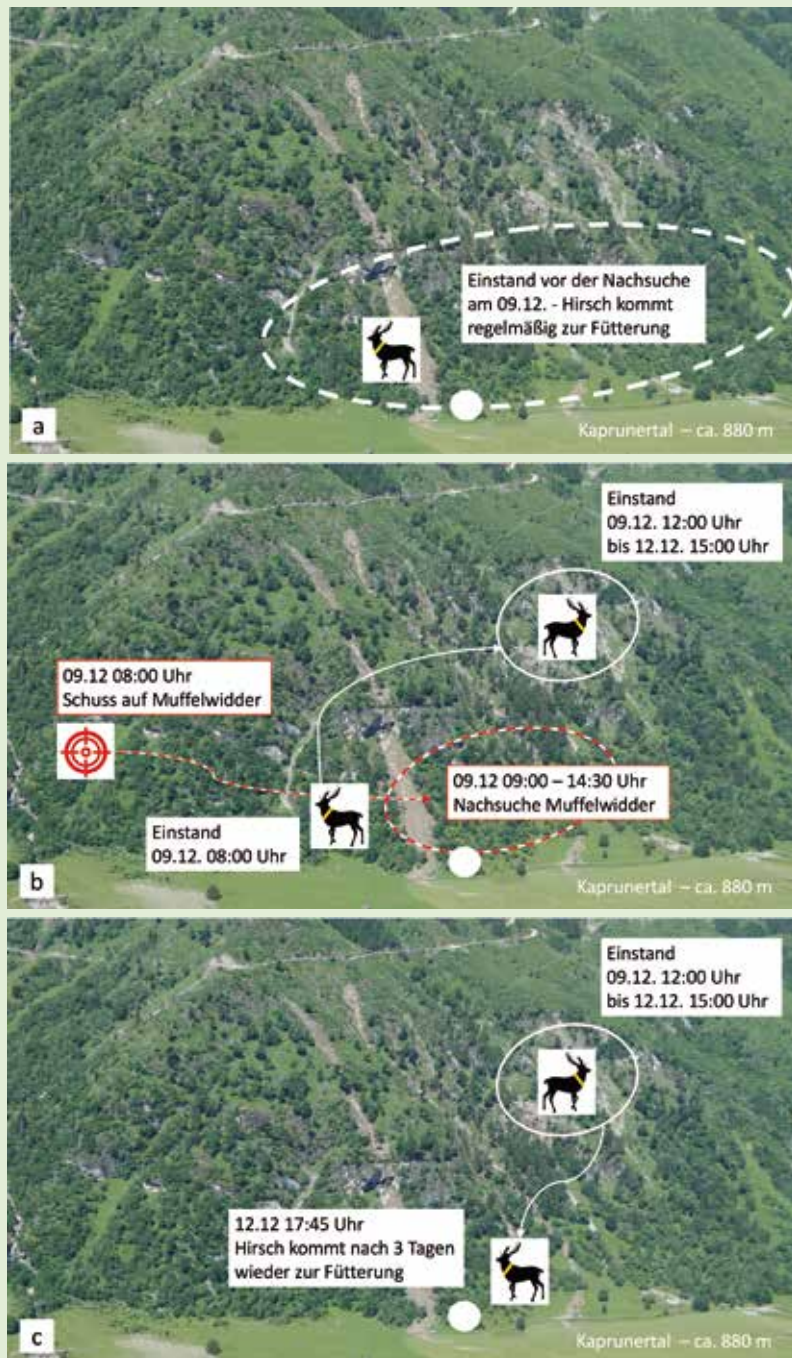 Einstand vor der Nachsuche
am 09.12. - Hirsch kommt
regelmäßig zur Fütterung
a
Kaprunertal – ca. 880 m
Einstand
09.12. 12:00 Uhr
bis 12.12. 15:00 Uhr
09.12 08:00 Uhr
Schuss auf Muffelwidder
09.12 09:00 – 14:30 Uhr
Nachsuche Muffelwidder
Einstand
09.12. 08:00 Uhr
b
Kaprunertal – ca. 880 m
Einstand
09.12. 12:00 Uhr
bis 12.12. 15:00 Uhr
12.12 17:45 Uhr
Hirsch kommt nach 3 Tagen
wieder zur Fütterung
c
Kaprunertal – ca. 880 m